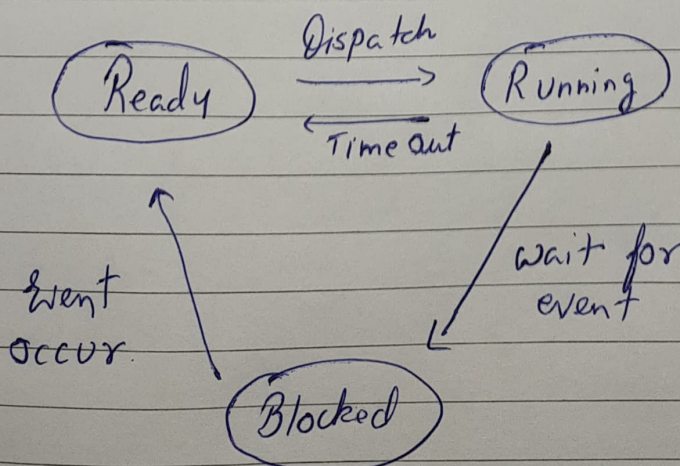 Dispatch
Ready
Running
Time Out
wait for
event
Event
occur.
Blocked